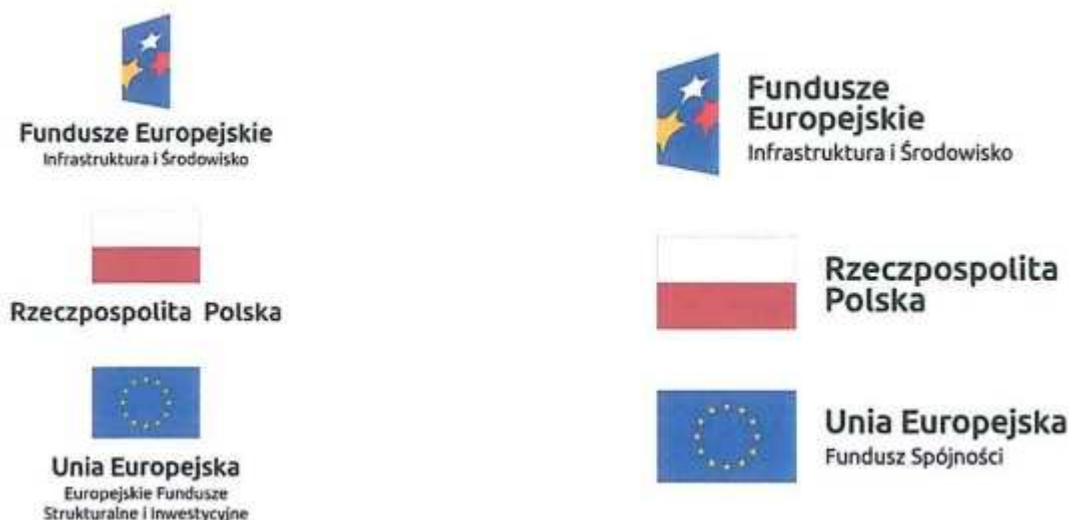 Fundusze Europejskie
Infrastruktura i Środowisko
Rzeczpospolita Polska
Unia Europejska
Europejskie Fundusze
Strukturalne i Inwestycyjne
Fundusze
Europejskie
Infrastruktura i Środowisko
Rzeczpospolita
Polska
Unia Europejska
Fundusz Spójności